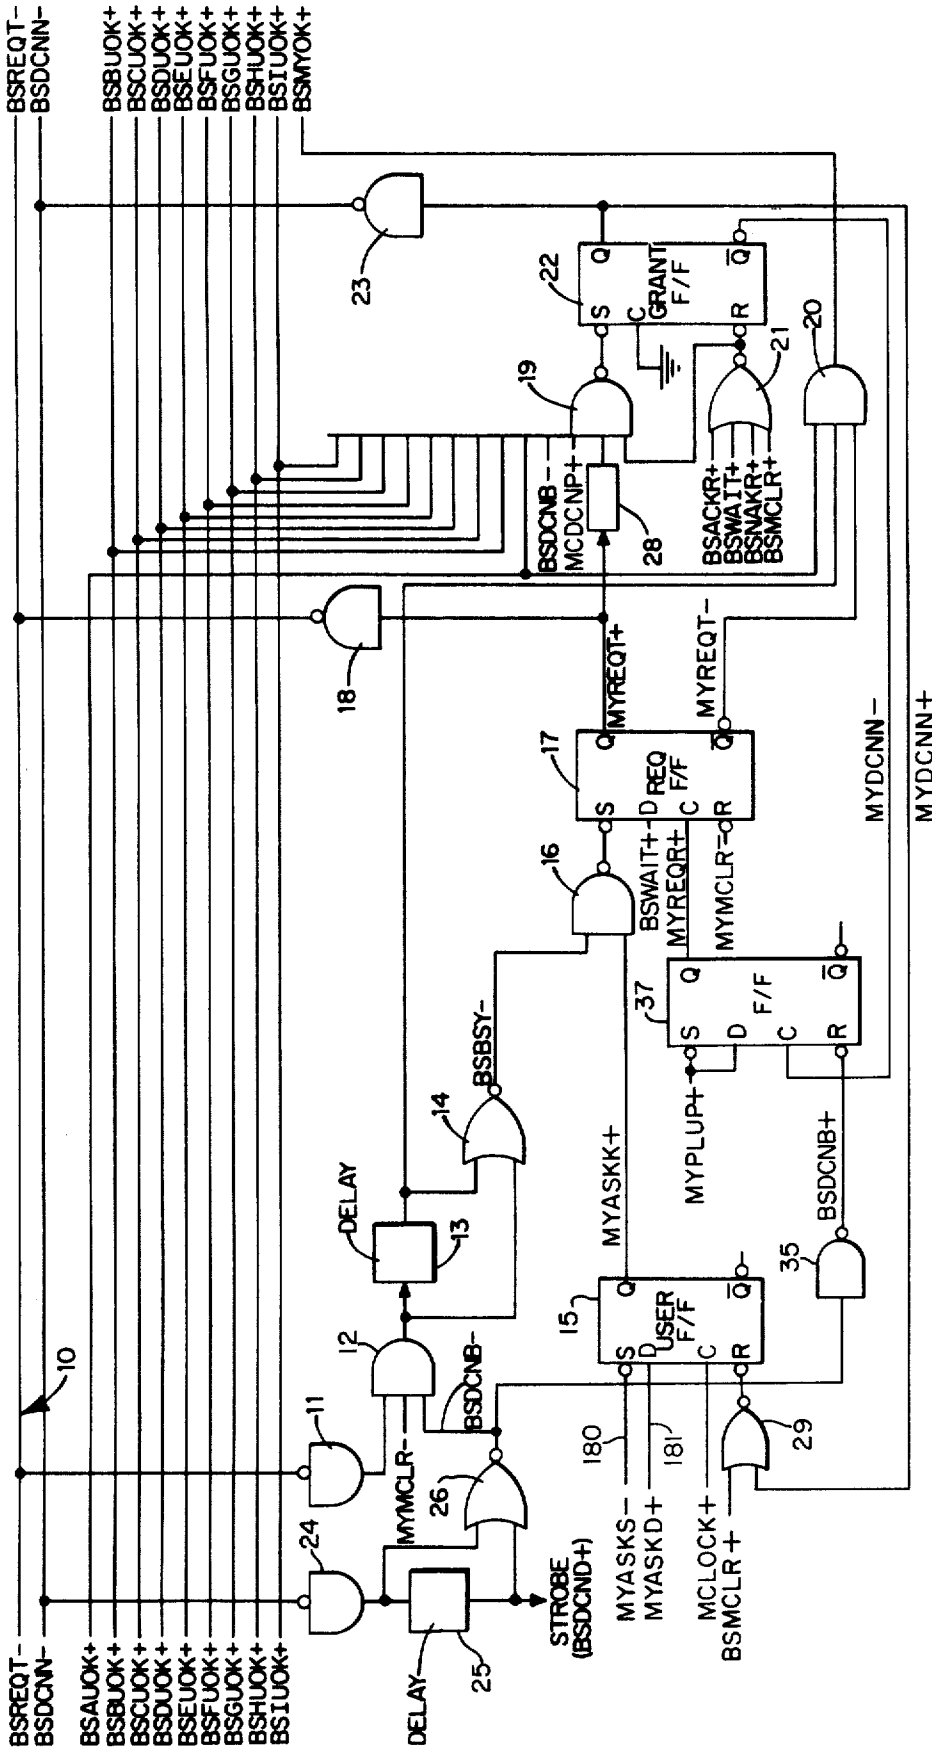 BSREQT-
BSDCNN-
BSAUOK+
BSBUOK+
BSCUOK+
BSDUOK+
BSEUOK+
BSFUOK+
BSGUOK+
BSHUOK+
BSIUOK+
BSREQT-
BSDCNN-
BSBUOK+
BSCUOK+
BSDUOK+
BSEUOK+
BSFUOK+
BSGUOK+
BSHUOK+
BSIUOK+
BSMYOK+
10
24
11
DELAY
25
STROBE
(BSDCND+)
26
MYMCLR-
BSDCNB-
12
DELAY
13
14
BSBSY-
MYASKS-
180
MYASKD+
181
MCLOCK+
BSMCLR+
29
15
S
D
C
R
USER
F/F
Q
Q
MYASKK+
35
BSDCNB+
MYPLUP+
37
S
D
C
R
F/F
Q
Q
16
BSWAIT+
MYREQR+
MYMCLR-
17
S
D
C
R
REQ
F/F
Q
Q
MYREQT+
MYREQT-
18
28
BSDCNB-
MCDCNP+
19
BSACKR+
BSWAIT+
BSNAKR+
BSMCLR+
21
20
22
S
C
R
GRANT
F/F
Q
Q
23
MYDCNN-
MYDCNN+